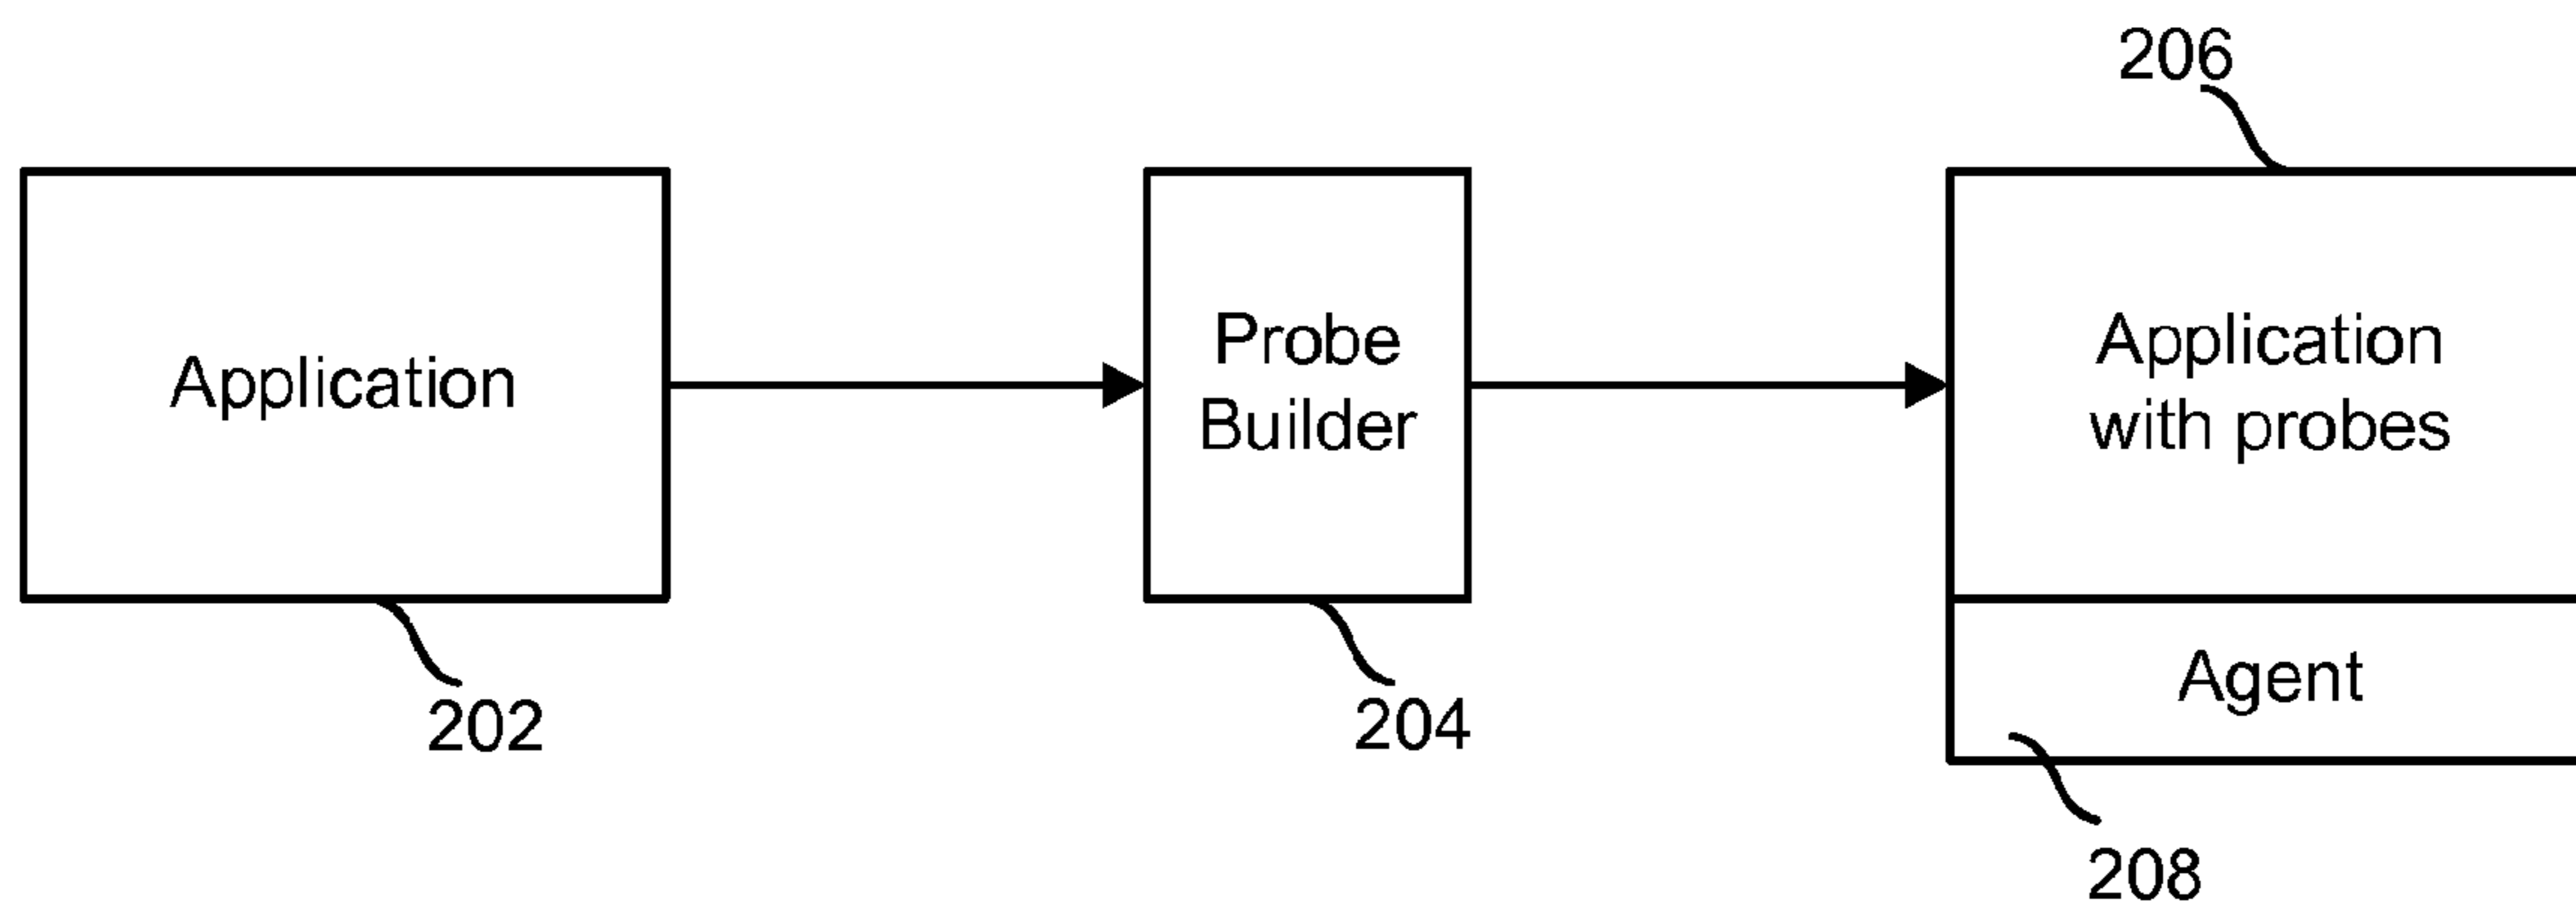 206
Application
Probe
Builder
Application
with probes
Agent
202
204
208